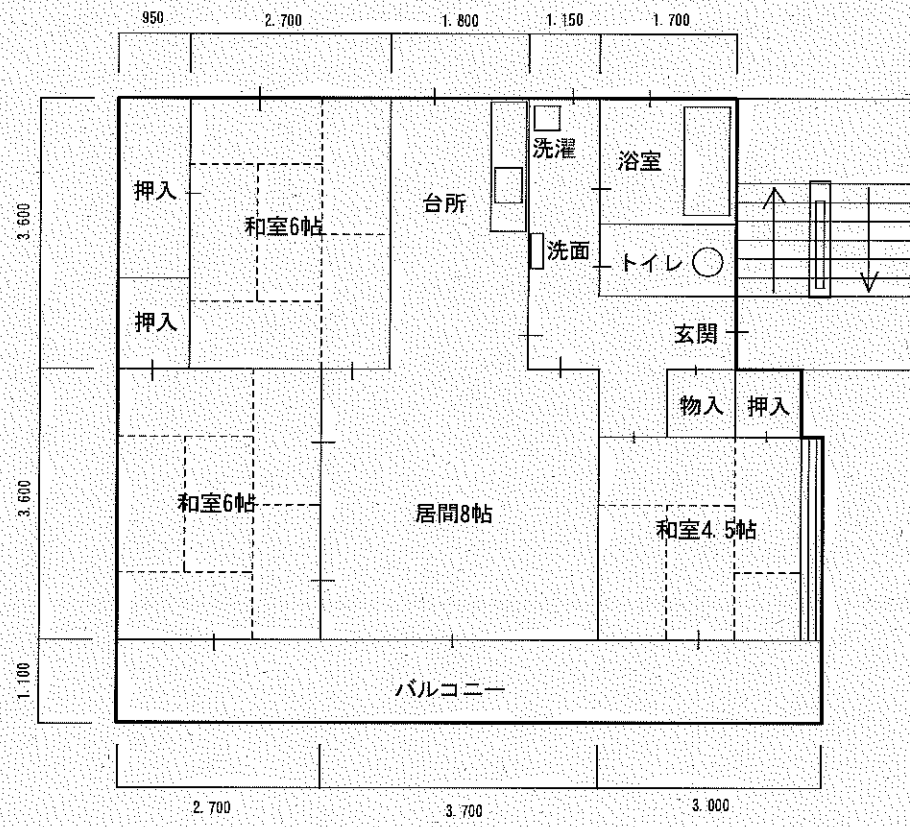 950
2.700
1.800
1.150
1.700
3.600
3.600
1.100
押入
和室6帖
台所
洗濯
浴室
洗面
トイレ
押入
玄関
物入
押入
和室6帖
居間8帖
和室4.5帖
バルコニー
2.700
3.700
3.000